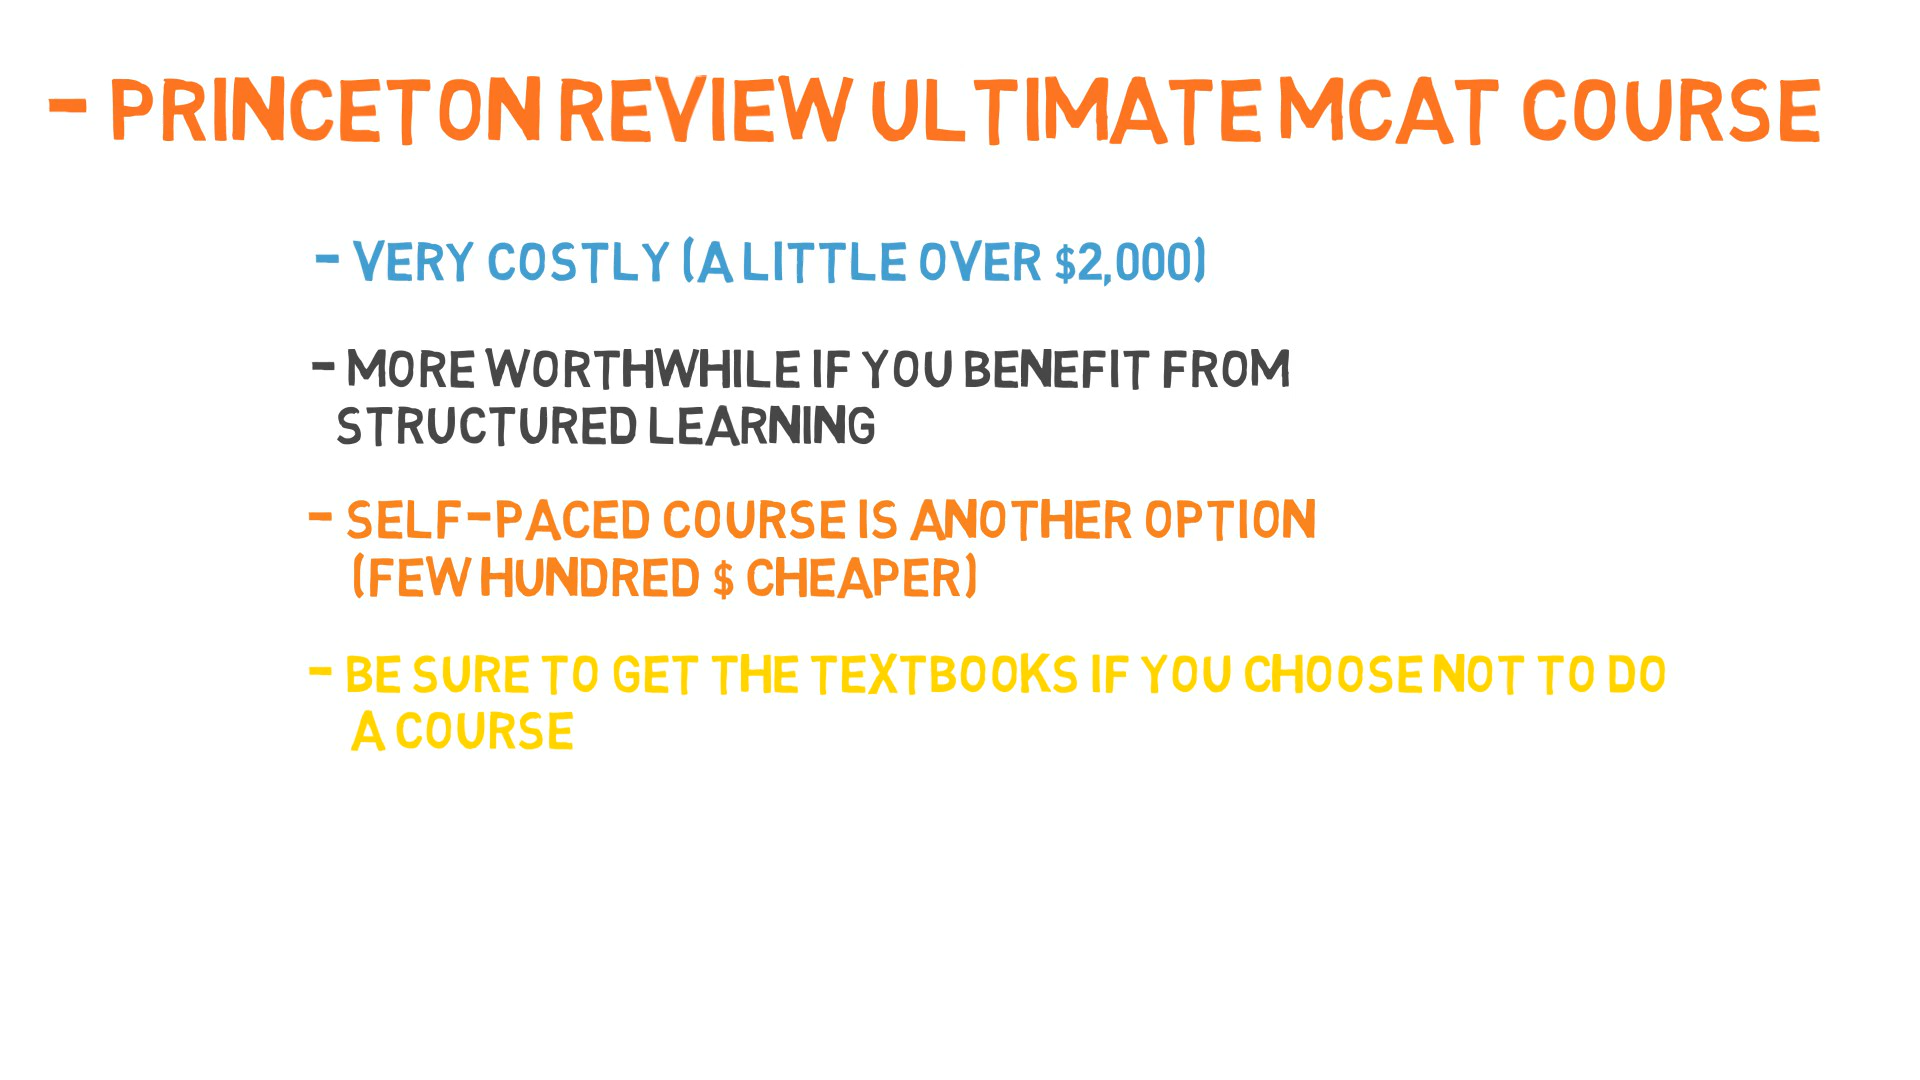 - PRINCETON REVIEW ULTIMATE MCAT COURSE
- VERY COSTLY (A LITTLE OVER $2,000)
- MORE WORTHWHILE IF YOU BENEFIT FROM
STRUCTURED LEARNING
- SELF-PACED COURSE IS ANOTHER OPTION
(FEW HUNDRED $ CHEAPER)
- BE SURE TO GET THE TEXTBOOKS IF YOU CHOOSE NOT TO DO
A COURSE